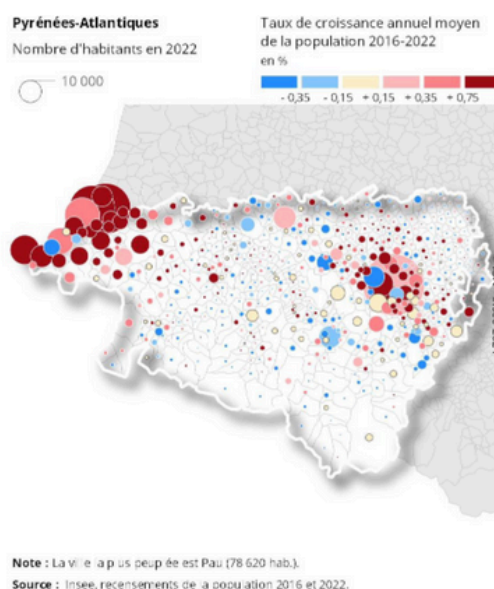 Pyrénées-Atlantiques
Nombre d'habitants en 2022
10 000
Taux de croissance annuel moyen
de la population 2016-2022
en %
- 0,35 - 0,15 + 0,15 + 0,35 + 0,75
Note : La ville la plus peuplée est Pau (78 620 hab.).
Source : Insee, recensements de la population 2016 et 2022.